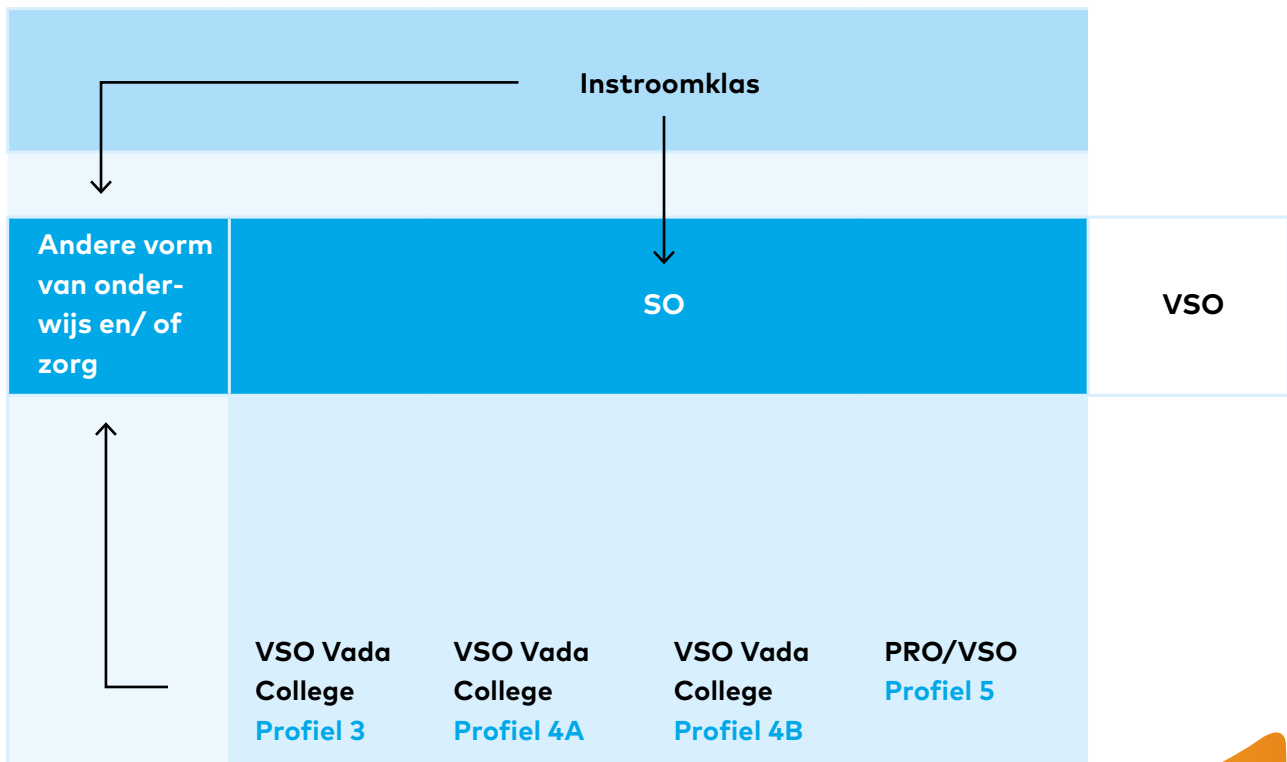 Instroomklas
Andere vorm
van onder-
wijs en/ of
zorg
SO
VSO
VSO Vada
College
Profiel 3
VSO Vada
College
Profiel 4A
VSO Vada
College
Profiel 4B
PRO/VSO
Profiel 5